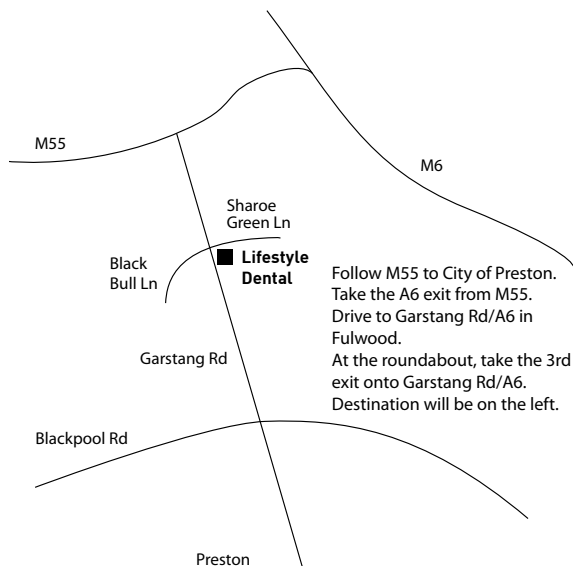 M55
M6
Sharoe
Green Ln
Black
Bull Ln
Lifestyle
Dental
Follow M55 to City of Preston.
Take the A6 exit from M55.
Drive to Garstang Rd/A6 in
Fulwood.
At the roundabout, take the 3rd
exit onto Garstang Rd/A6.
Destination will be on the left.
Garstang Rd
Blackpool Rd
Preston